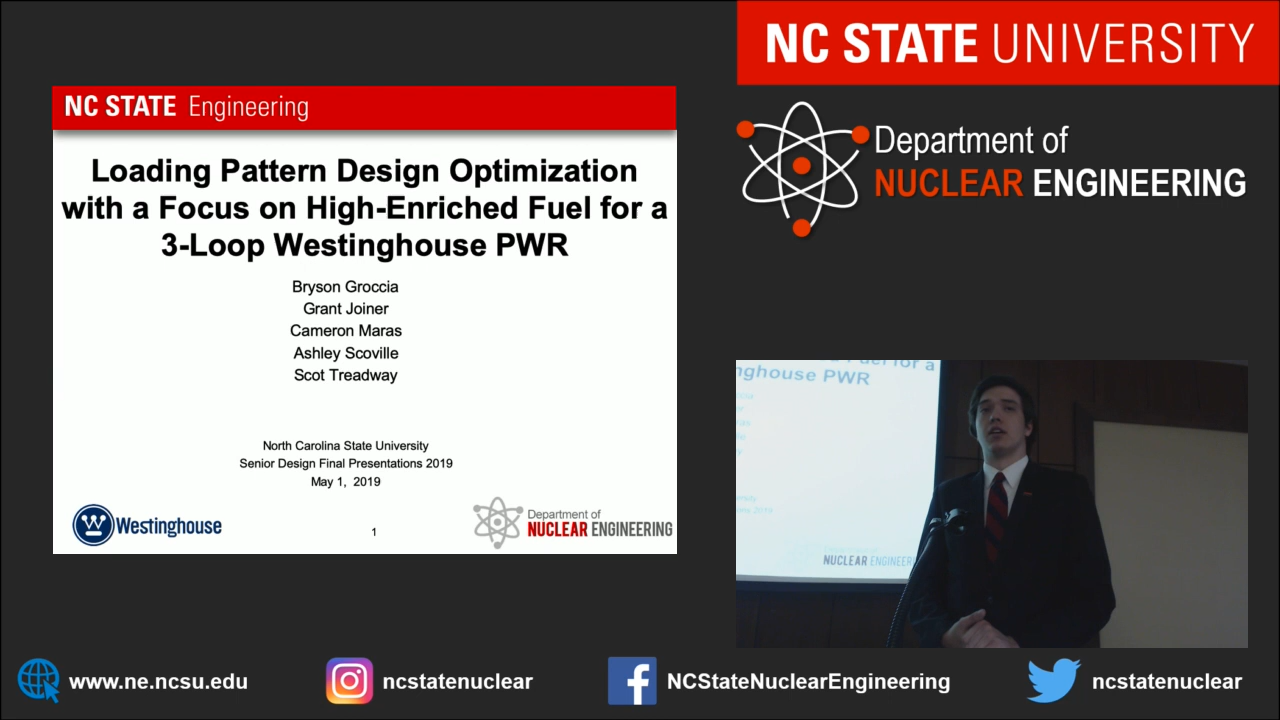 NC STATE UNIVERSITY
Department of
NUCLEAR ENGINEERING
NC STATE Engineering
Loading Pattern Design Optimization
with a Focus on High-Enriched Fuel for a
3-Loop Westinghouse PWR
Bryson Groccia
Grant Joiner
Cameron Maras
Ashley Scoville
Scot Treadway
North Carolina State University
Senior Design Final Presentations 2019
May 1, 2019
Westinghouse
1
Department of
NUCLEAR ENGINEERING
Fuel for a
nghouse PWR
NUCLEAR ENGINEER
www.ne.ncsu.edu
ncstatenuclear
NCStateNuclearEngineering
ncstatenuclear